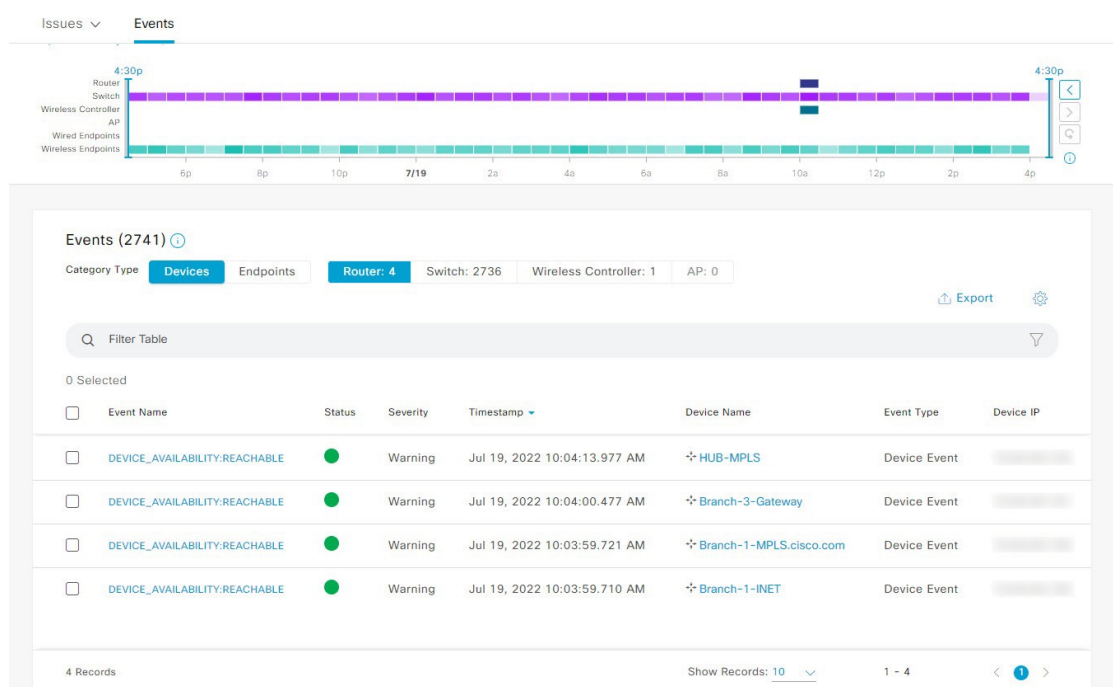 Issues Events
4:30p 4:30p
Router
Switch
Wireless Controller
AP
Wired Endpoints
Wireless Endpoints
6p 8p 10p 7/19 2a 4a 6a 8a 10a 12p 2p 4p
Events (2741)
Category Type Devices Endpoints Router: 4 Switch: 2736 Wireless Controller: 1 AP: 0
Export
Filter Table
0 Selected
Event Name Status Severity Timestamp Device Name Event Type Device IP
DEVICE_AVAILABILITY:REACHABLE Warning Jul 19, 2022 10:04:13.977 AM HUB-MPLS Device Event
DEVICE_AVAILABILITY:REACHABLE Warning Jul 19, 2022 10:04:00.477 AM Branch-3-Gateway Device Event
DEVICE_AVAILABILITY:REACHABLE Warning Jul 19, 2022 10:03:59.721 AM Branch-1-MPLS.cisco.com Device Event
DEVICE_AVAILABILITY:REACHABLE Warning Jul 19, 2022 10:03:59.710 AM Branch-1-INET Device Event
4 Records Show Records: 10 1 - 4 1